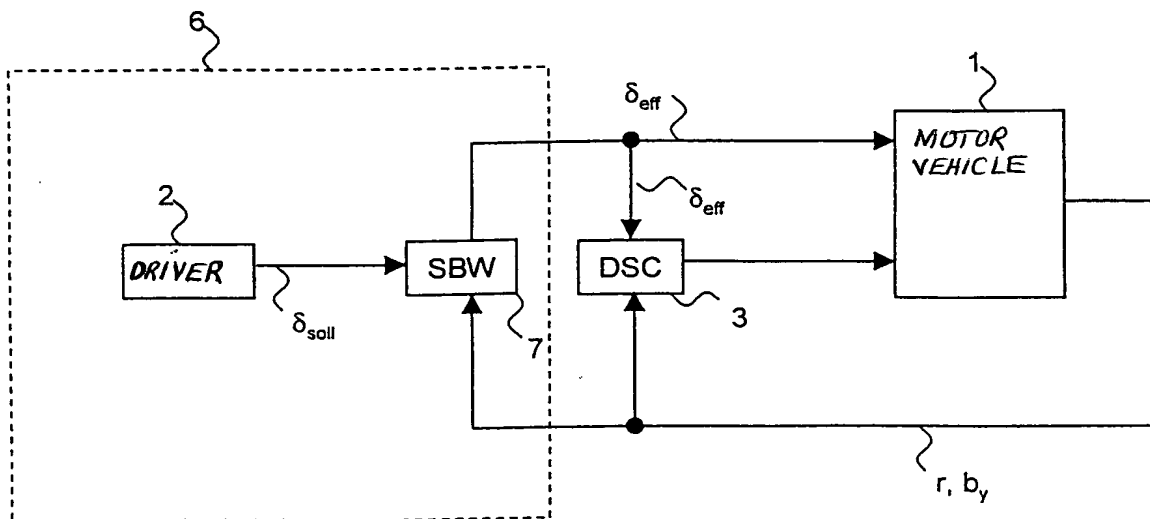 6
1
δeff
MOTOR
VEHICLE
2
δeff
DRIVER
SBW
DSC
δsoll
7
3
r, by